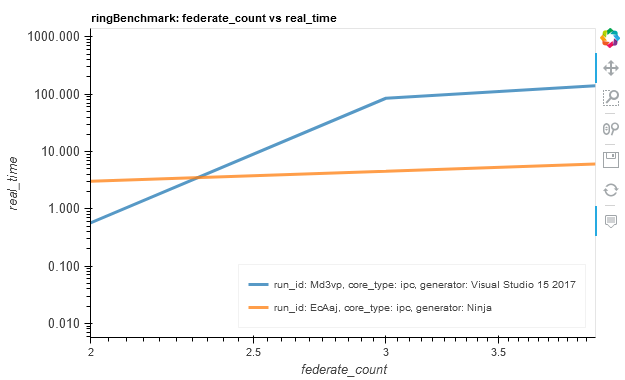 ringBenchmark: federate_count vs real_time
1000.000
100.000
10.000
1.000
0.100
0.010
real_time
run_id: Md3vp, core_type: ipc, generator: Visual Studio 15 2017
run_id: EcAaj, core_type: ipc, generator: Ninja
2
2.5
3
3.5
federate_count